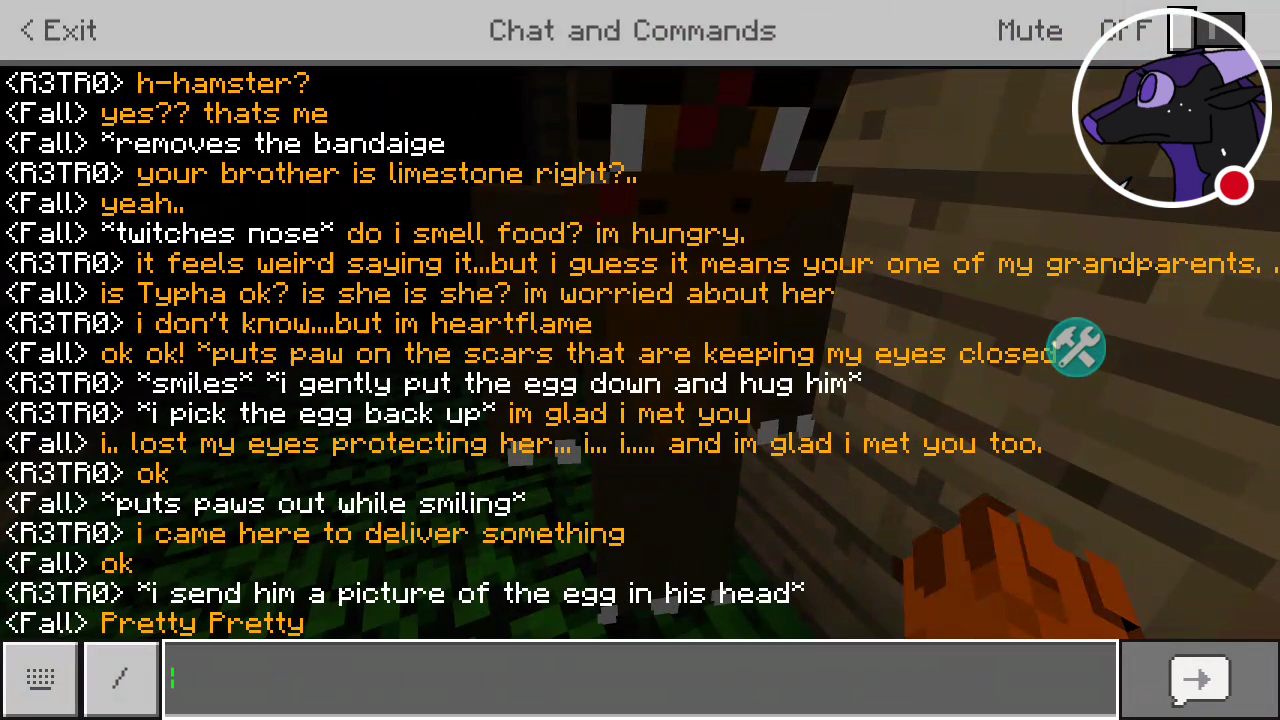 < Exit
Chat and Commands
Mute OFF
<R3TR0> h-hamster?
<Fall> yes?? thats me
<Fall> *removes the bandaige
<R3TR0> your brother is limestone right?..
<Fall> yeah..
<Fall> *twitches nose* do i smell food? im hungry.
<R3TR0> it feels weird saying it...but i guess it means your one of my grandparents. .
<Fall> is Typha ok? is she is she? im worried about her
<R3TR0> i don't know....but im heartflame
<Fall> ok ok! *puts paw on the scars that are keeping my eyes closed
<R3TR0> *smiles* *i gently put the egg down and hug him*
<R3TR0> *i pick the egg back up* im glad i met you
<Fall> i.. lost my eyes protecting her... i... i..... and im glad i met you too.
<R3TR0> ok
<Fall> *puts paws out while smiling*
<R3TR0> i came here to deliver something
<Fall> ok
<R3TR0> *i send him a picture of the egg in his head*
<Fall> Pretty Pretty
/